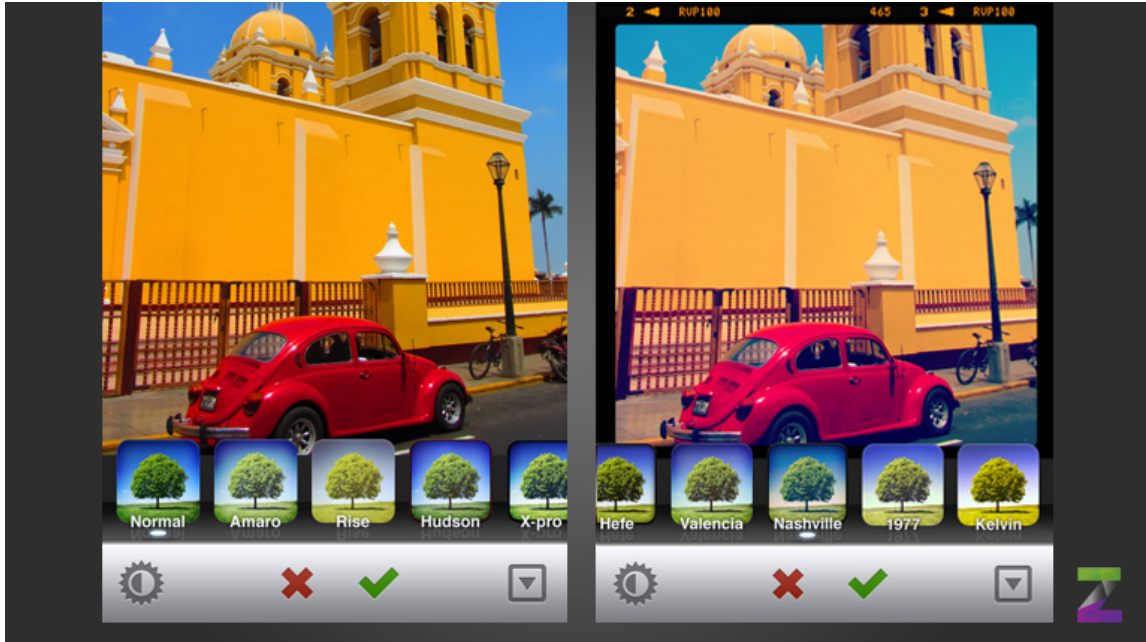 2 RVP100 465 3 RVP100
Normal Amaro Rise Hudson X-pro
Hefe Valencia Nashville 1977 Kelvin
Z